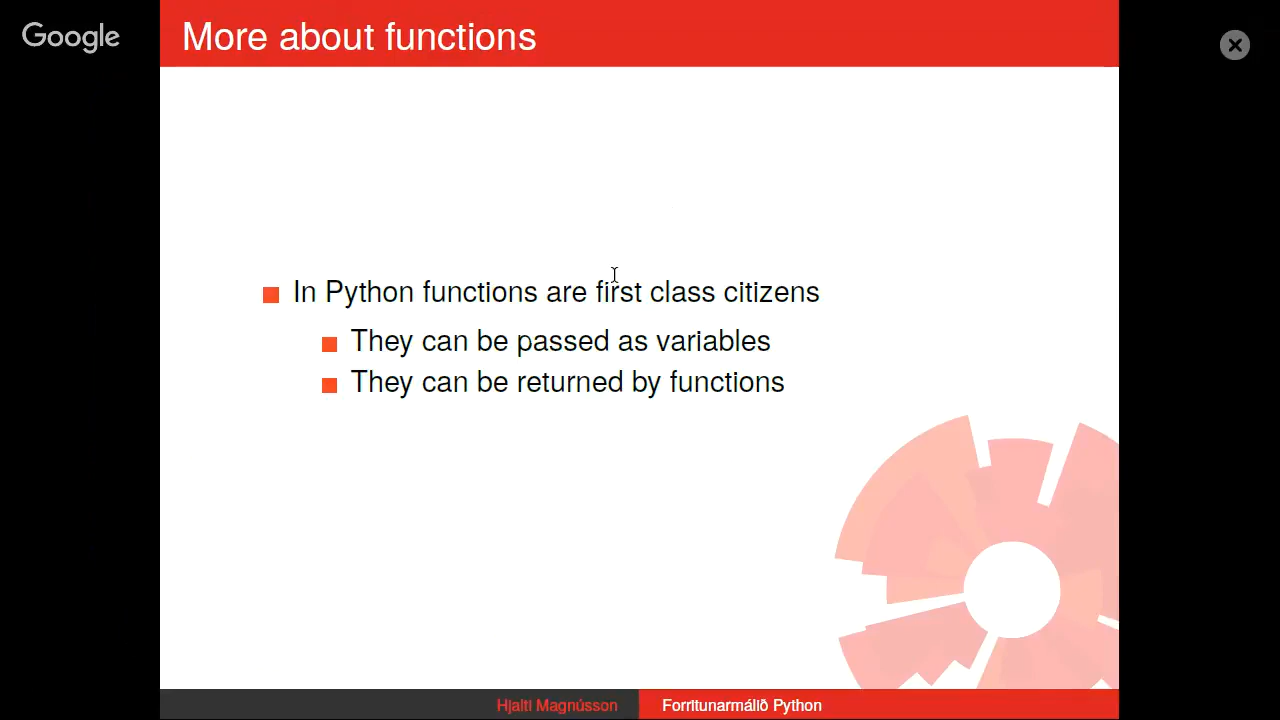 Google
More about functions
In Python functions are first class citizens
They can be passed as variables
They can be returned by functions
Hjalti Magnússon
Forritunarmálið Python